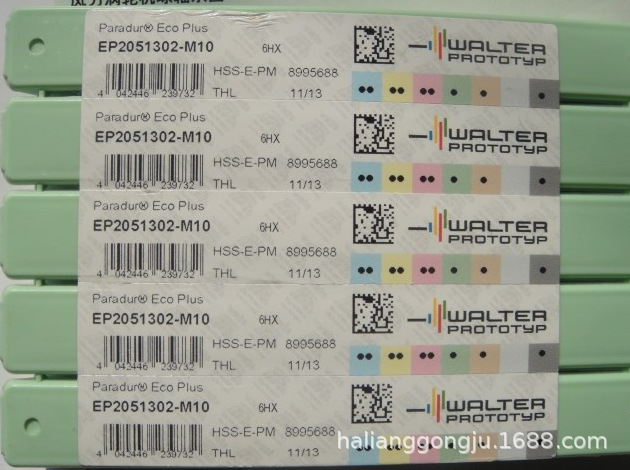 Paradur® Eco Plus
EP2051302-M10 6HX
HSS-E-PM 8995688
4 042446 239732 THL 11/13
WALTER
PROTOTYP
Paradur® Eco Plus
EP2051302-M10 6HX
HSS-E-PM 8995688
4 042446 239732 THL 11/13
WALTER
PROTOTYP
Paradur® Eco Plus
EP2051302-M10 6HX
HSS-E-PM 8995688
4 042446 239732 THL 11/13
WALTER
PROTOTYP
Paradur® Eco Plus
EP2051302-M10 6HX
HSS-E-PM 8995688
4 042446 239732 THL 11/13
WALTER
PROTOTYP
Paradur® Eco Plus
EP2051302-M10 6HX
HSS-E-PM 8995688
4 042446 239732 THL 11/13
WALTER
PROTOTYP
halianggongju.1688.com